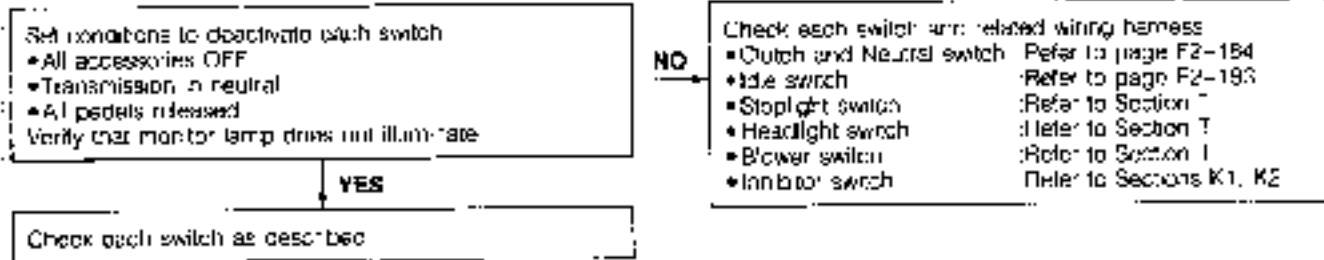 Set conditions to deactivate each switch
•All accessories OFF
•Transmission in neutral
•All pedals released
Verify that monitor lamp does not illuminate
NO
Check each switch and related wiring harness
•Clutch and Neutral switch :Refer to page F2–184
•Idle switch :Refer to page F2–193
•Stoplight switch :Refer to Section T
•Headlight switch :Refer to Section T
•Blower switch :Refer to Section
•Inhibitor switch :Refer to Sections K1, K2
YES
Check each switch as described